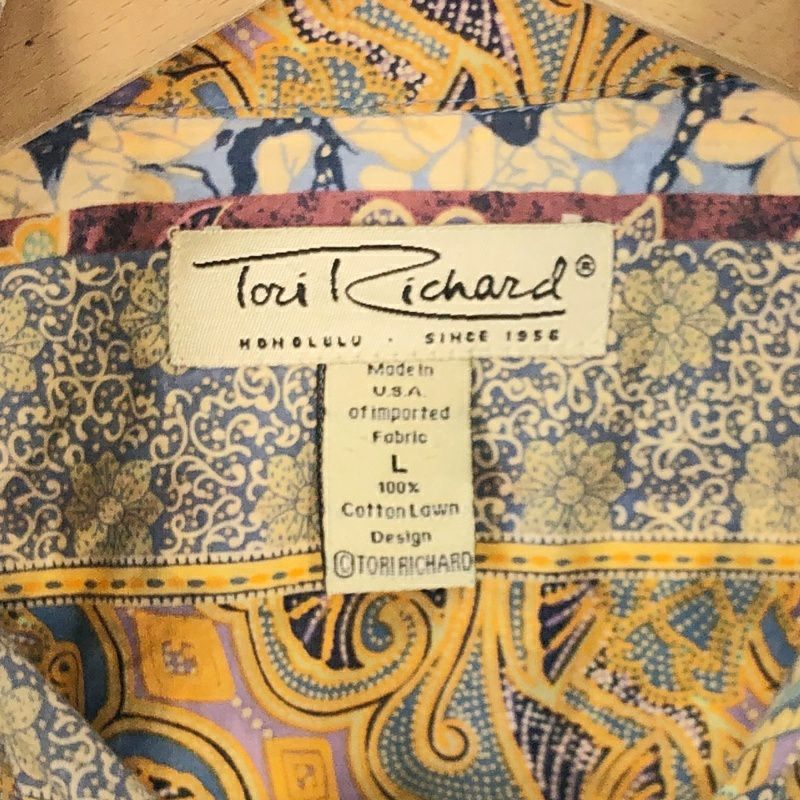 Tori Richard®
HONOLULU · SINCE 1956
Made in
U.S.A.
of imported
Fabric
L
100%
Cotton Lawn
Design
©TORI RICHARD